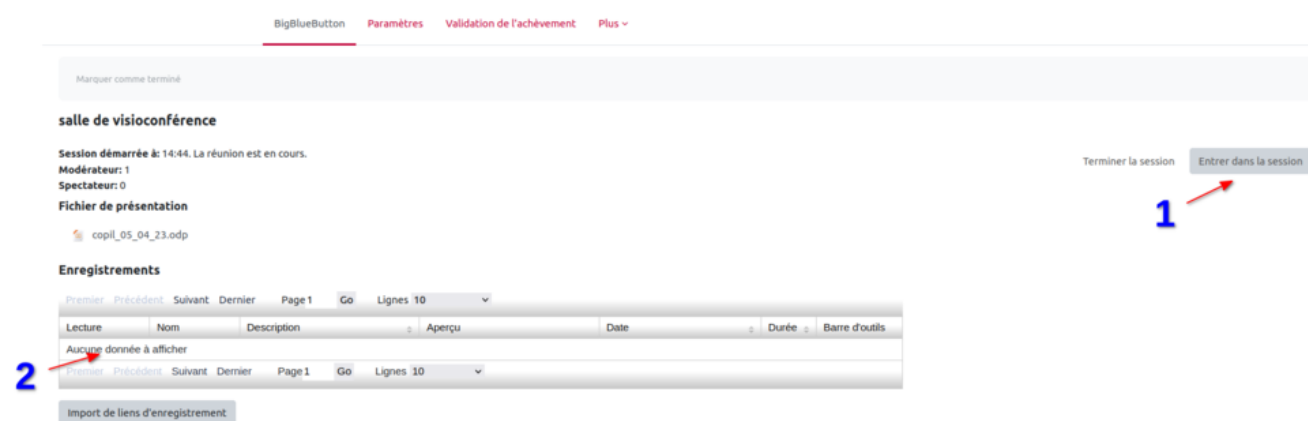 BigBlueButton Paramètres Validation de l'achèvement Plus
Marquer comme terminé
salle de visioconférence
Session démarrée à: 14:44. La réunion est en cours.
Modérateur: 1
Spectateur: 0
Terminer la session Entrer dans la session
1
Fichier de présentation
copil_05_04_23.odp
Enregistrements
Premier Précédent Suivant Dernier Page 1 Go Lignes 10
Lecture Nom Description Aperçu Date Durée Barre d'outils
Aucune donnée à afficher
2
Premier Précédent Suivant Dernier Page 1 Go Lignes 10
Import de liens d'enregistrement